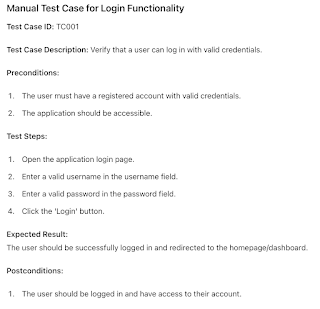 Manual Test Case for Login Functionality
Test Case ID: TC001
Test Case Description: Verify that a user can log in with valid credentials.
Preconditions:
1. The user must have a registered account with valid credentials.
2. The application should be accessible.
Test Steps:
1. Open the application login page.
2. Enter a valid username in the username field.
3. Enter a valid password in the password field.
4. Click the 'Login' button.
Expected Result:
The user should be successfully logged in and redirected to the homepage/dashboard.
Postconditions:
1. The user should be logged in and have access to their account.